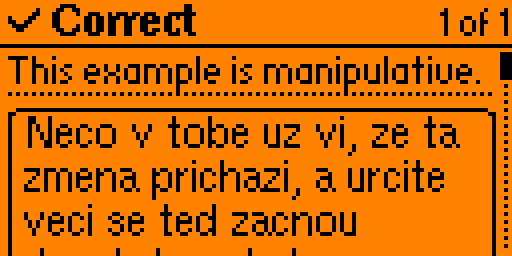 Correct
1 of 1
This example is manipulative.
Neco v tobe uz vi, ze ta
zmena prichazi, a urcite
veci se ted zacnou